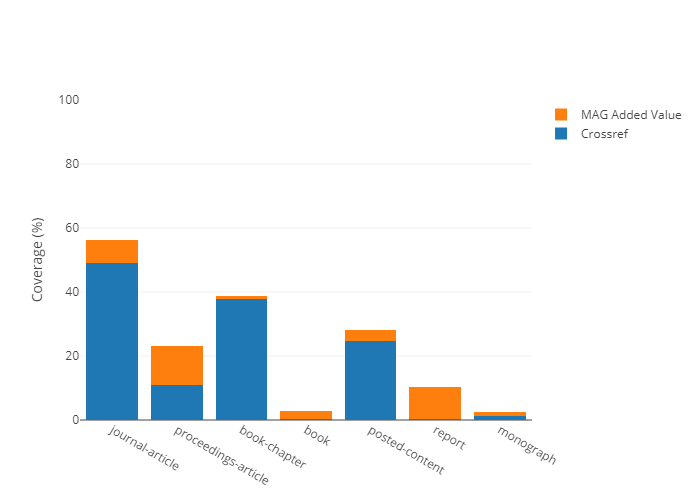 100
80
60
40
20
0
Coverage (%)
journal-article
proceedings-article
book-chapter
book
posted-content
report
monograph
MAG Added Value
Crossref